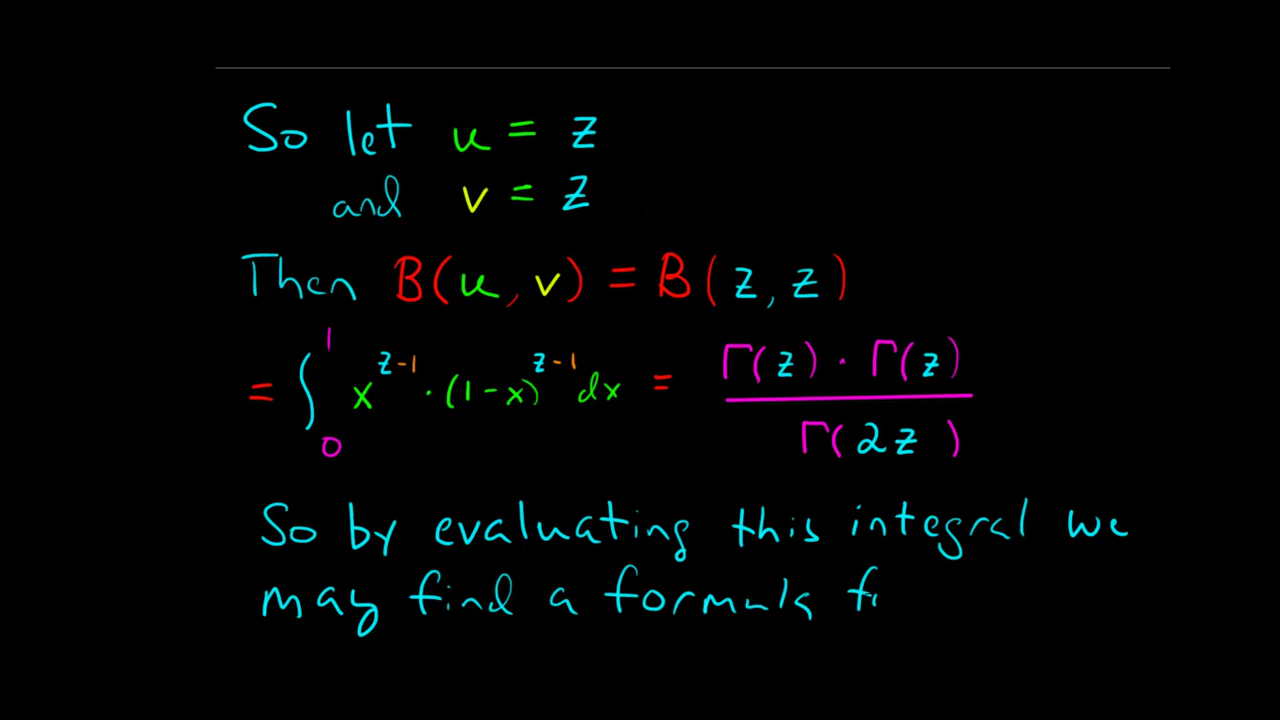 So let u = z
and v = z
Then B(u, v) = B(z, z)
= ∫₀¹ x^(z-1) · (1-x)^(z-1) dx = Γ(z) · Γ(z) / Γ(2z)
So by evaluating this integral we
may find a formula